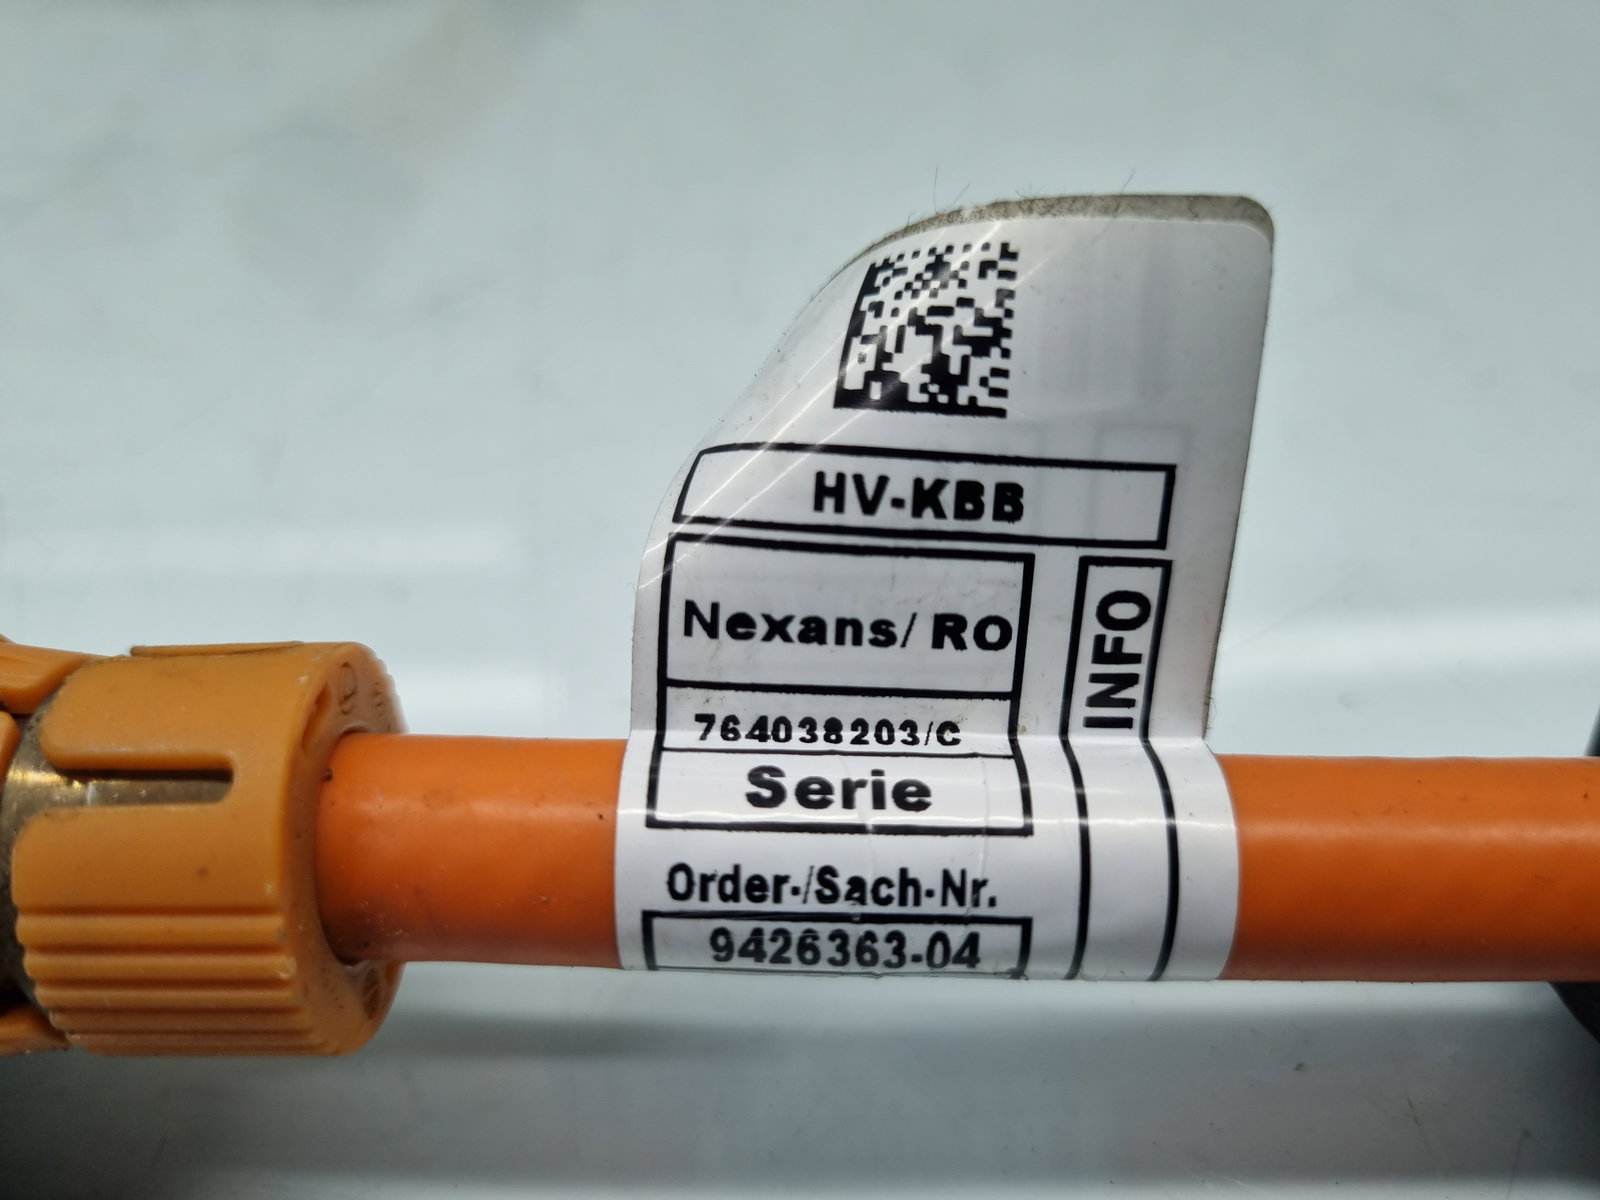 HV-KBB
Nexans/ RO
INFO
764038203/C
Serie
Order-/Sach-Nr.
9426363-04